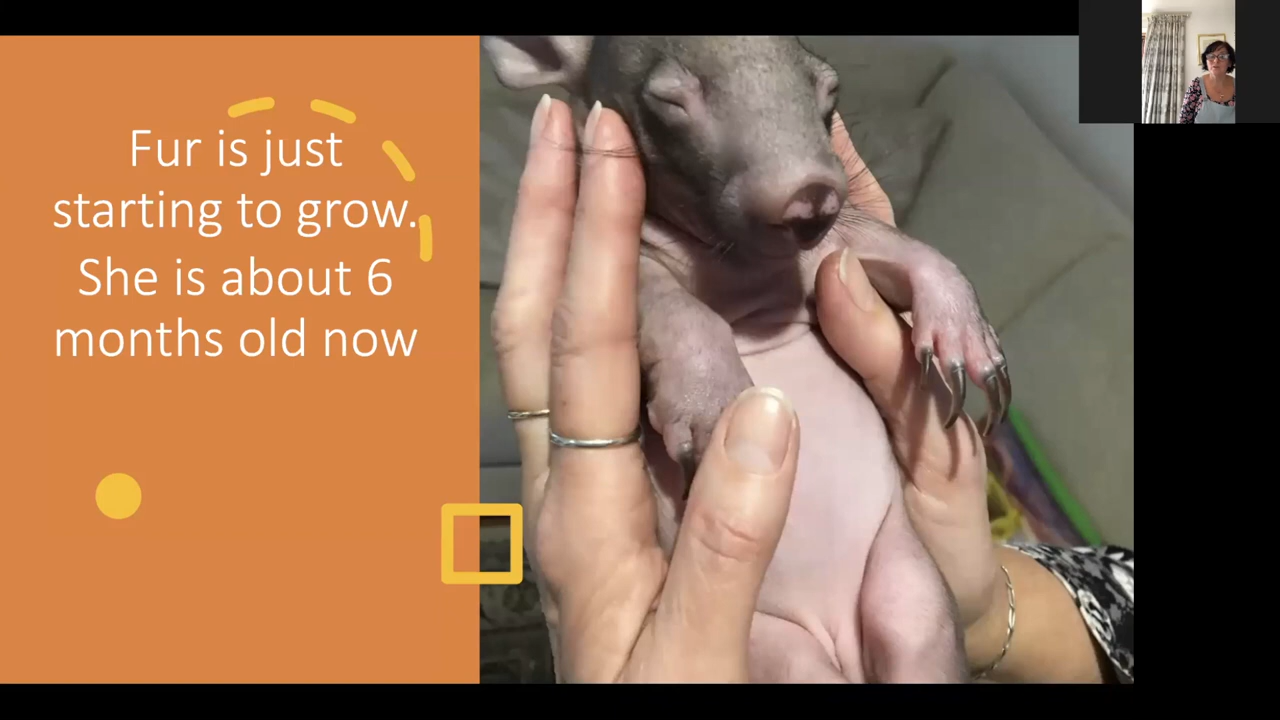 Fur is just
starting to grow.
She is about 6
months old now